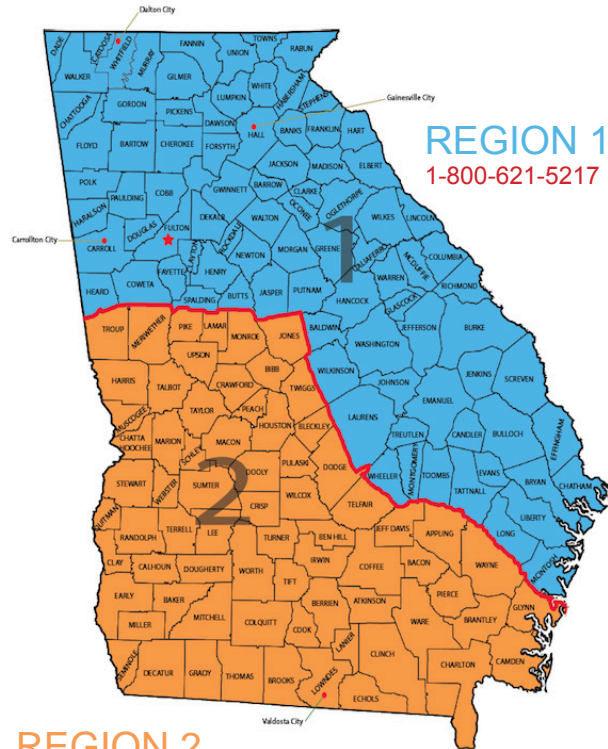 Dalton City
DADE
CATOOSA
WHITFIELD
MURRAY
FANNIN
UNION
TOWNS
RABUN
WALKER
GILMER
LUMPKIN
WHITE
HABERSHAM
STEPHENS
CHATTOOGA
GORDON
PICKENS
DAWSON
Gainesville City
HALL
BANKS
FRANKLIN
HART
FLOYD
BARTOW
CHEROKEE
FORSYTH
REGION 1
1-800-621-5217
JACKSON
MADISON
ELBERT
POLK
PAULDING
COBB
GWINNETT
BARROW
CLARKE
OCONEE
OGLETHORPE
HARALSON
DOUGLAS
FULTON
DEKALB
ROCKDALE
WALTON
WILKES
LINCOLN
Carrollton City
CARROLL
CLAYTON
NEWTON
MORGAN
GREENE
1
TALIAFERRO
MCDUFFIE
COLUMBIA
FAYETTE
HENRY
WARREN
RICHMOND
HEARD
COWETA
SPALDING
BUTTS
JASPER
PUTNAM
HANCOCK
GLASCOCK
TROUP
MERIWETHER
PIKE
LAMAR
MONROE
JONES
BALDWIN
JEFFERSON
BURKE
UPSON
WASHINGTON
BIBB
WILKINSON
JENKINS
SCREVEN
HARRIS
TALBOT
CRAWFORD
TWIGGS
JOHNSON
EMANUEL
MUSCOGEE
TAYLOR
PEACH
HOUSTON
BLECKLEY
LAURENS
TREUTLEN
CANDLER
BULLOCH
EFFINGHAM
CHATTA
HOOCHEE
MARION
SCHLEY
MACON
DOOLY
PULASKI
DODGE
WHEELER
MONTGOMERY
TOOMBS
EVANS
BRYAN
CHATHAM
STEWART
WEBSTER
SUMTER
2
CRISP
WILCOX
TELFAIR
TATTNALL
LIBERTY
QUITMAN
RANDOLPH
TERRELL
LEE
TURNER
BEN HILL
JEFF DAVIS
APPLING
LONG
CLAY
CALHOUN
DOUGHERTY
WORTH
TIFT
IRWIN
COFFEE
BACON
WAYNE
MCINTOSH
EARLY
BAKER
BERRIEN
ATKINSON
PIERCE
GLYNN
MILLER
MITCHELL
COLQUITT
COOK
LANIER
WARE
BRANTLEY
SEMINOLE
DECATUR
GRADY
THOMAS
BROOKS
LOWNDES
CLINCH
ECHOLS
CHARLTON
CAMDEN
Valdosta City
REGION 2